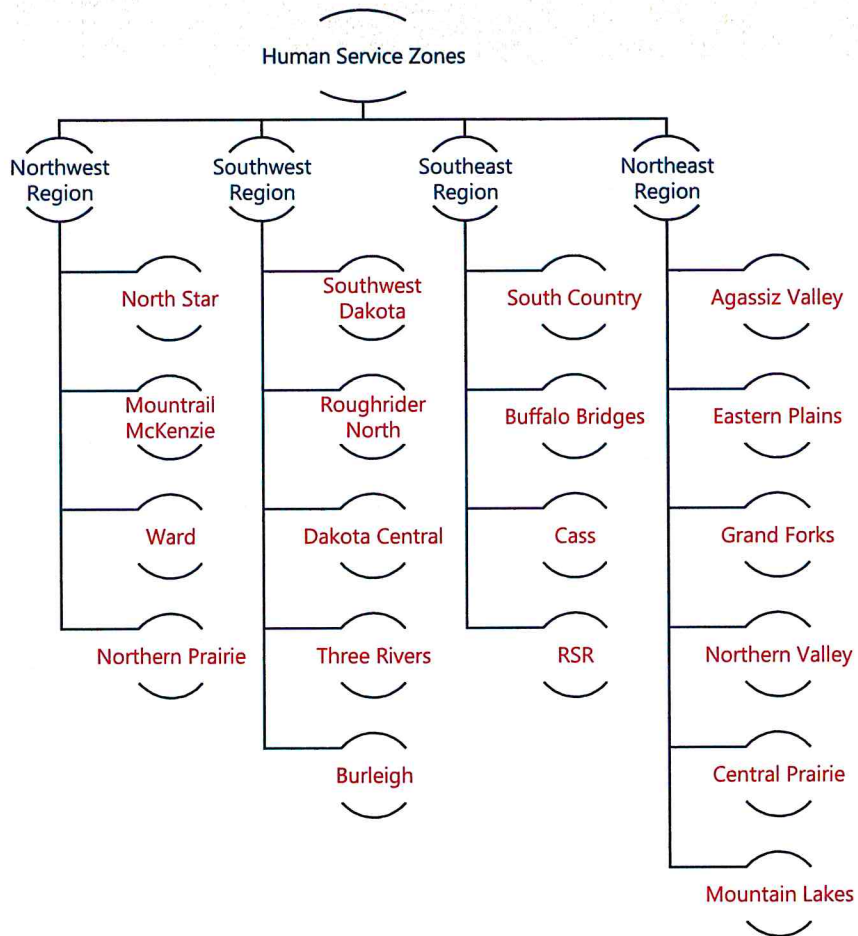 Human Service Zones
Northwest
Region
Southwest
Region
Southeast
Region
Northeast
Region
North Star
Mountrail
McKenzie
Ward
Northern Prairie
Southwest
Dakota
Roughrider
North
Dakota Central
Three Rivers
Burleigh
South Country
Buffalo Bridges
Cass
RSR
Agassiz Valley
Eastern Plains
Grand Forks
Northern Valley
Central Prairie
Mountain Lakes